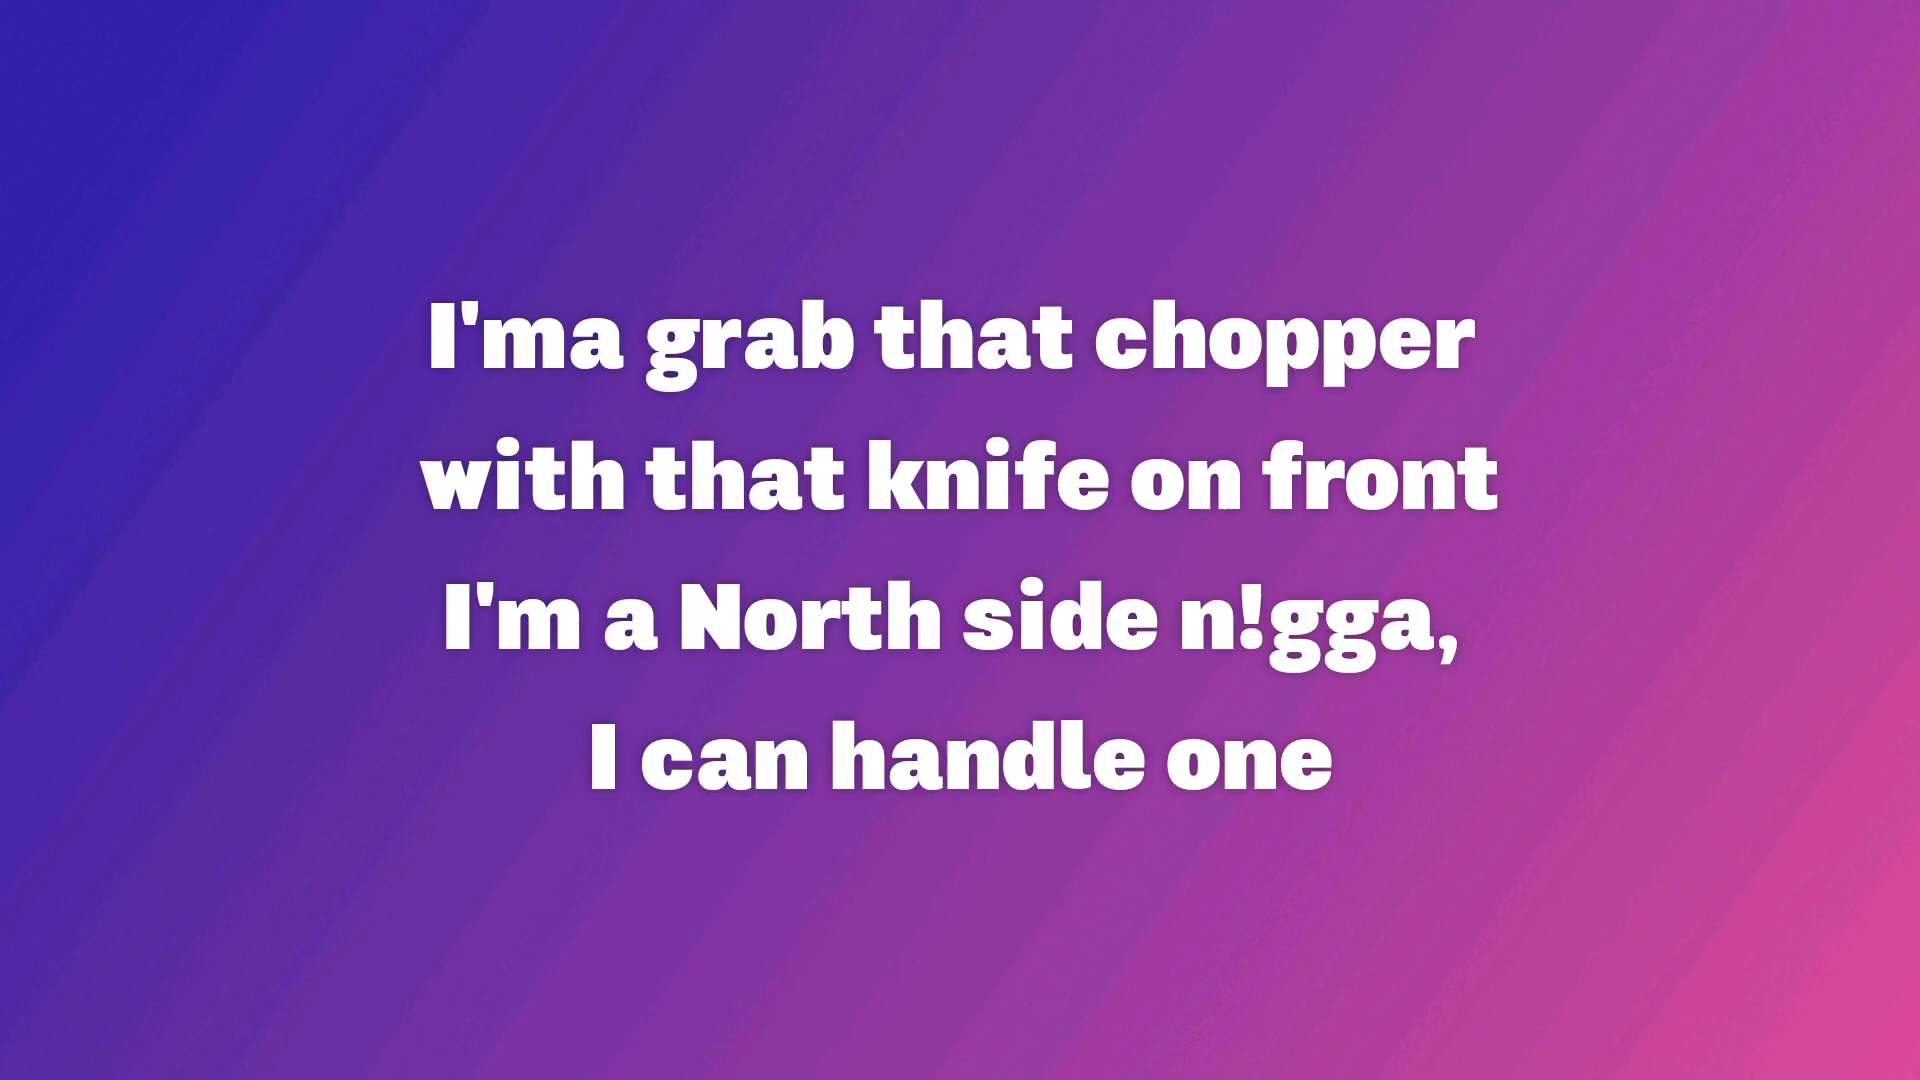 I'ma grab that chopper
with that knife on front
I'm a North side n!gga,
I can handle one